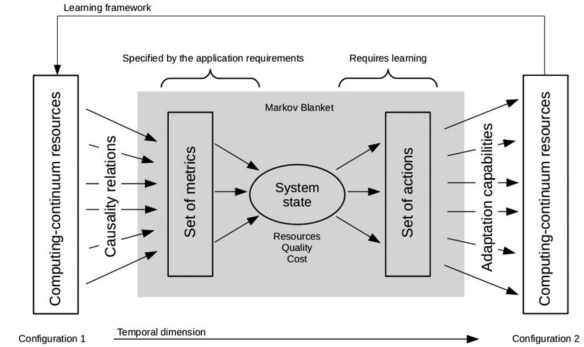 Learning framework
Specified by the application requirements
Requires learning
Markov Blanket
Computing-continuum resources
Causality relations
Set of metrics
System
state
Resources
Quality
Cost
Set of actions
Adaptation capabilities
Computing-continuum resources
Configuration 1
Temporal dimension
Configuration 2